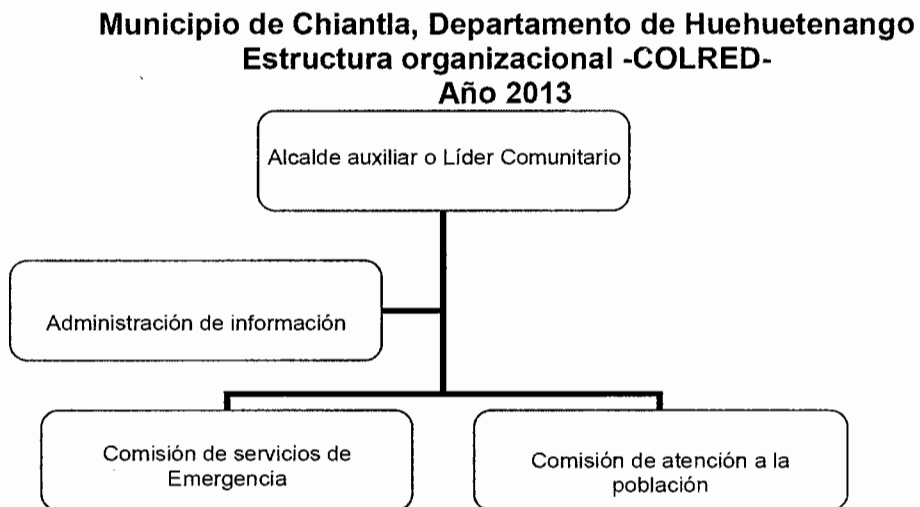 Municipio de Chiantla, Departamento de Huehuetenango
Estructura organizacional -COLRED-
Año 2013
Alcalde auxiliar o Líder Comunitario
Administración de información
Comisión de servicios de
Emergencia
Comisión de atención a la
población